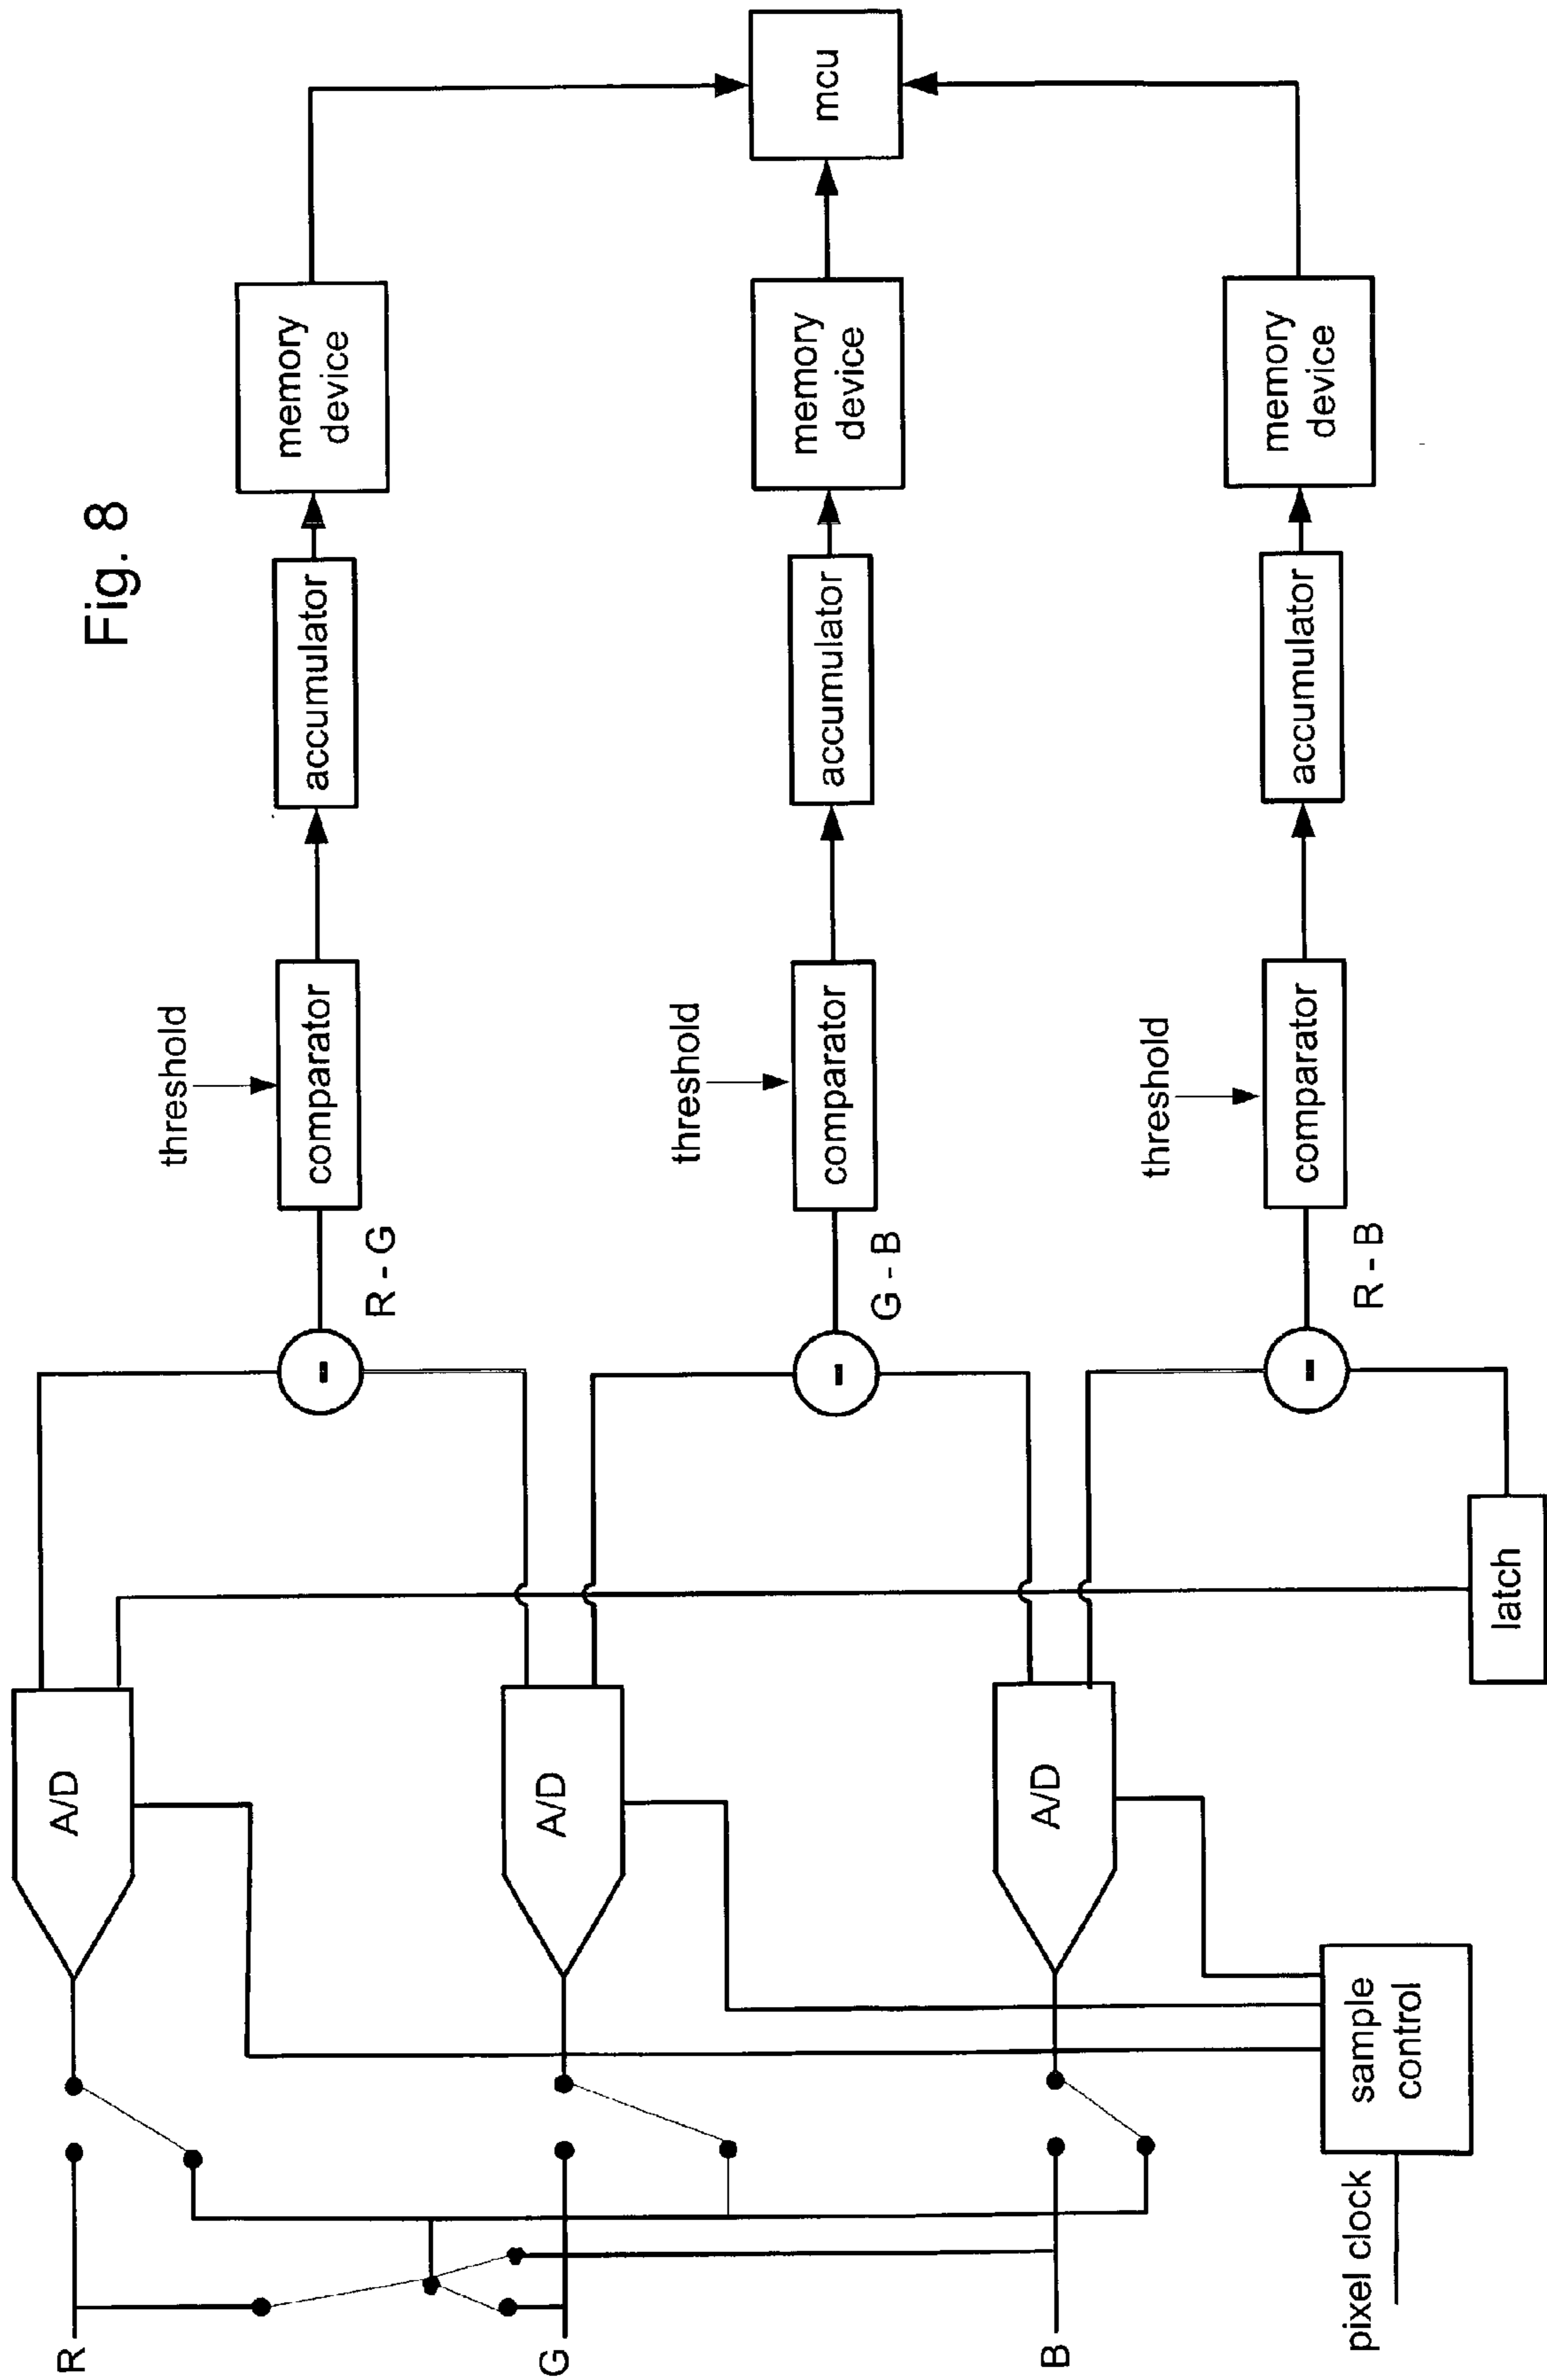 Fig. 8
R
G
B
pixel clock
sample
control
A/D
A/D
A/D
latch
R - G
G - B
R - B
threshold
threshold
threshold
comparator
comparator
comparator
accumulator
accumulator
accumulator
memory
device
memory
device
memory
device
mcu